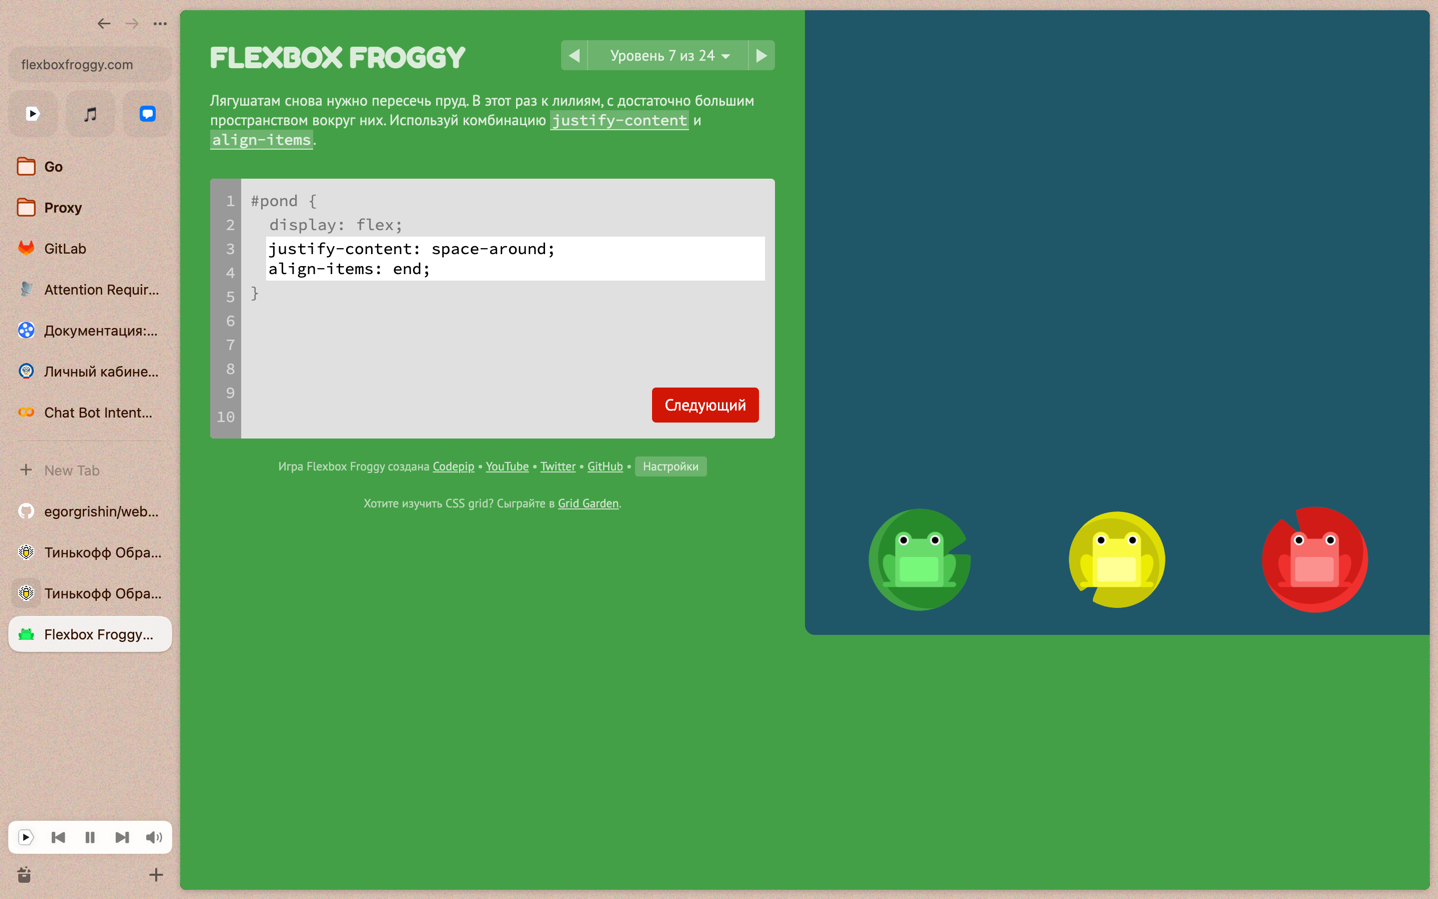 flexboxfroggy.com
Go
Proxy
GitLab
Attention Requir...
Документация:...
Личный кабине...
Chat Bot Intent...
New Tab
egorgrishin/web...
Тинькофф Обра...
Тинькофф Обра...
Flexbox Froggy...
FLEXBOX FROGGY
Уровень 7 из 24
Лягушатам снова нужно пересечь пруд. В этот раз к лилиям, с достаточно большим
пространством вокруг них. Используй комбинацию justify-content и
align-items.
1 #pond {
2 display: flex;
3 justify-content: space-around;
4 align-items: end;
5 }
6
7
8
9
10
Следующий
Игра Flexbox Froggy создана Codepip • YouTube • Twitter • GitHub • Настройки
Хотите изучить CSS grid? Сыграйте в Grid Garden.